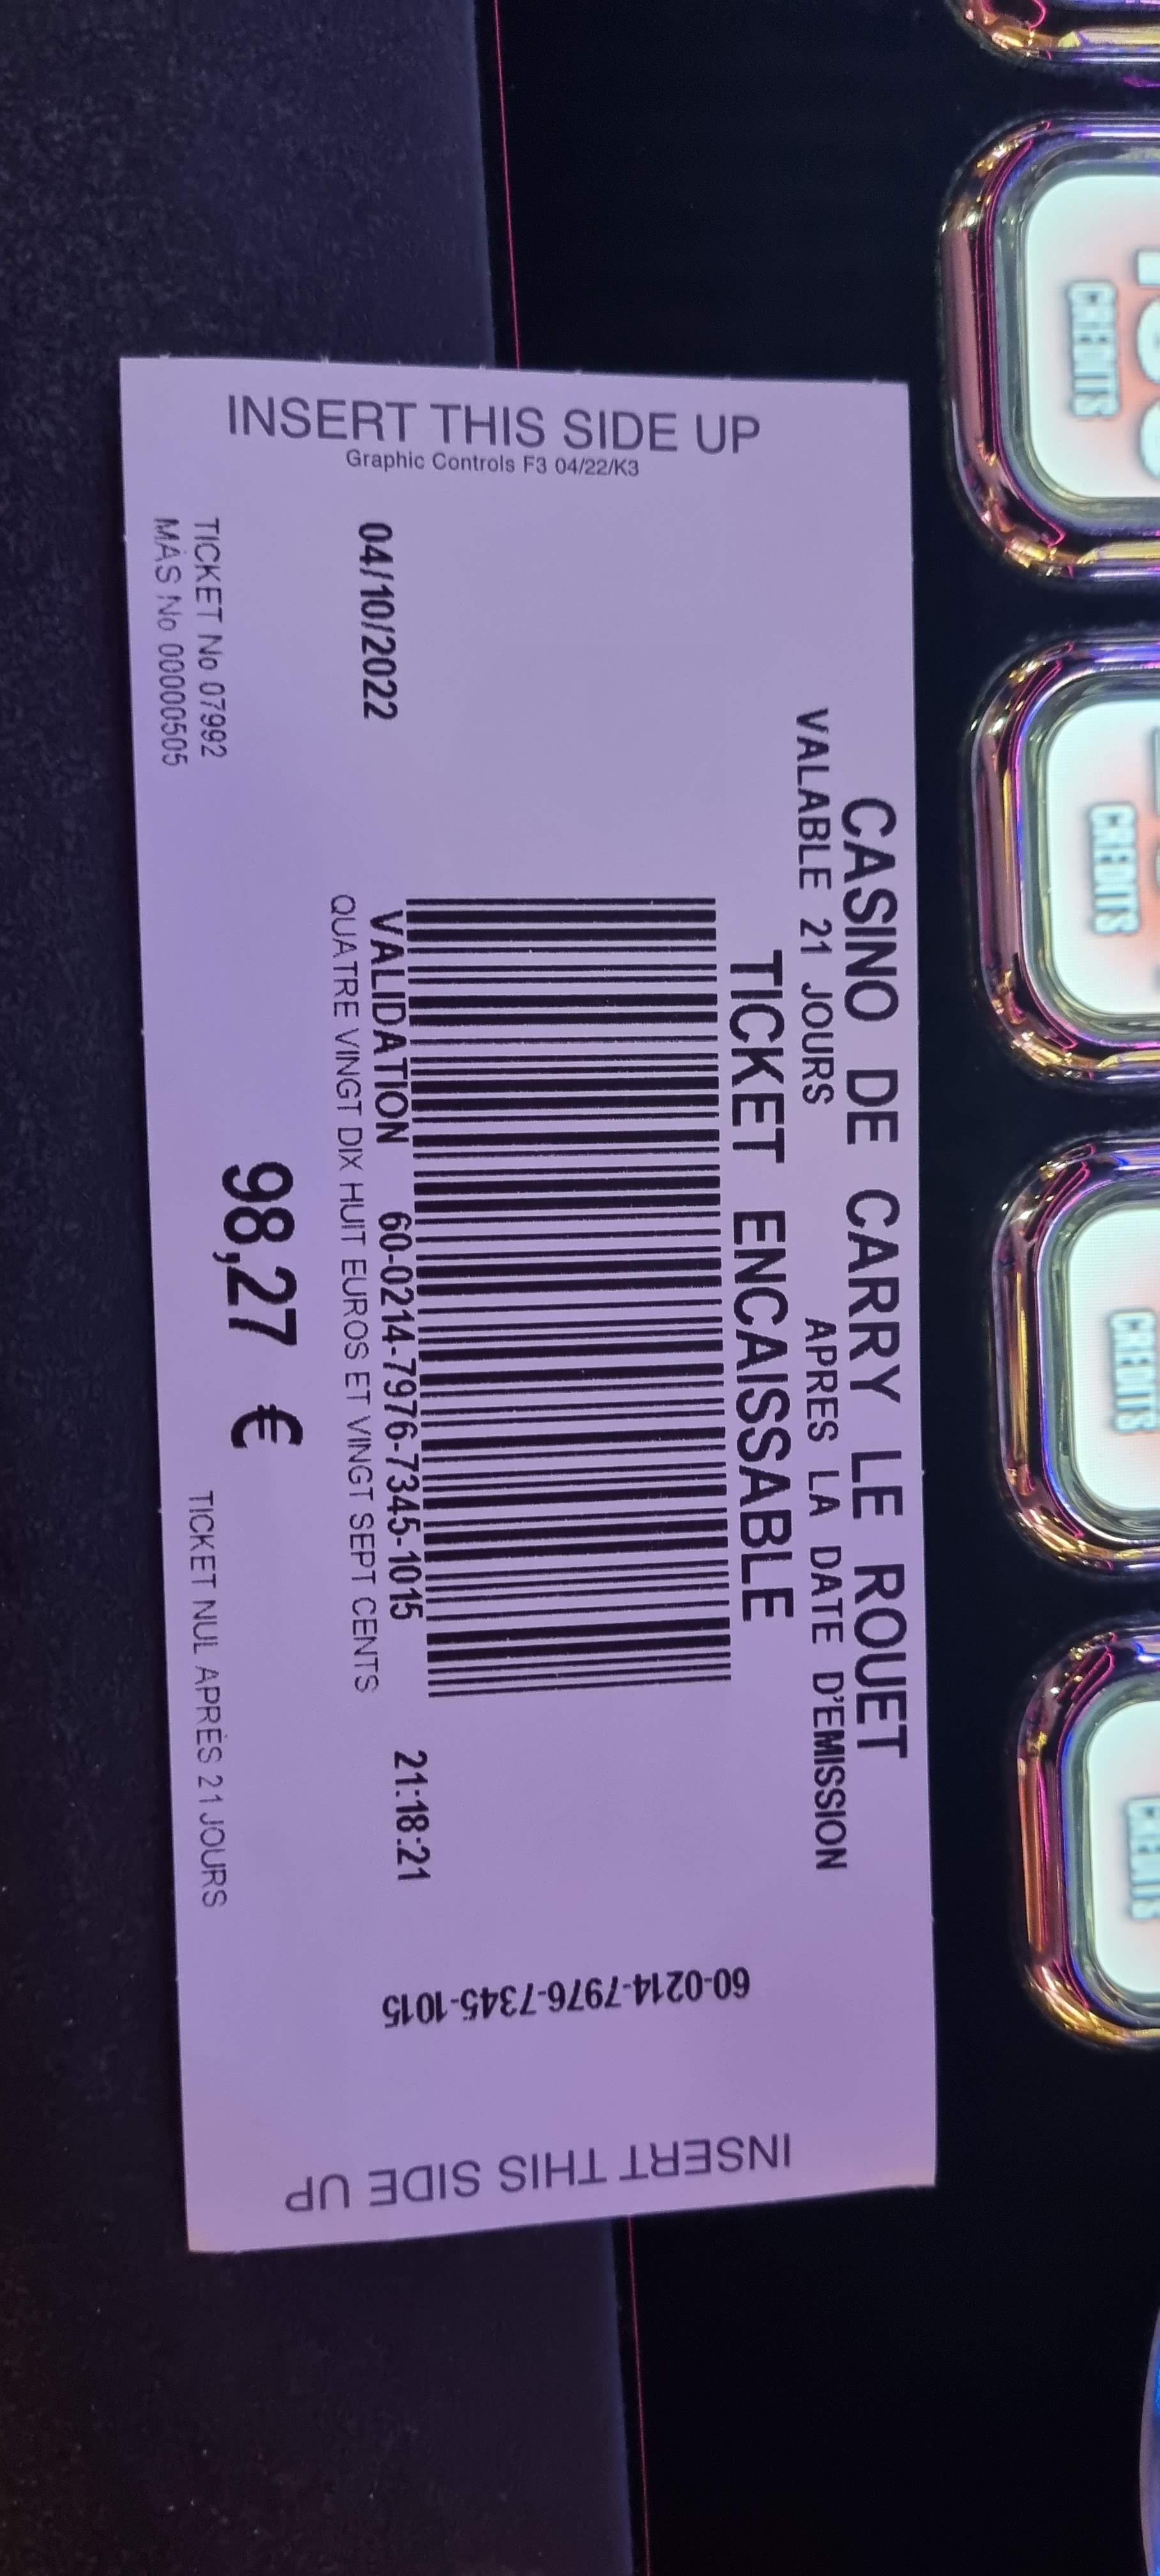 INSERT THIS SIDE UP
Graphic Controls F3 04/22/K3
CASINO DE CARRY LE ROUET
VALABLE 21 JOURS APRES LA DATE D'EMISSION
TICKET ENCAISSABLE
VALIDATION 60-0214-7976-7345-1015
04/10/2022
21:18:21
QUATRE VINGT DIX HUIT EUROS ET VINGT SEPT CENTS
98,27 €
TICKET No 07992
MÀS No 00000505
TICKET NUL APRÈS 21 JOURS
60-0214-7976-7345-1015
INSERT THIS SIDE UP
CREDITS
CREDITS
CREDITS
CREDITS